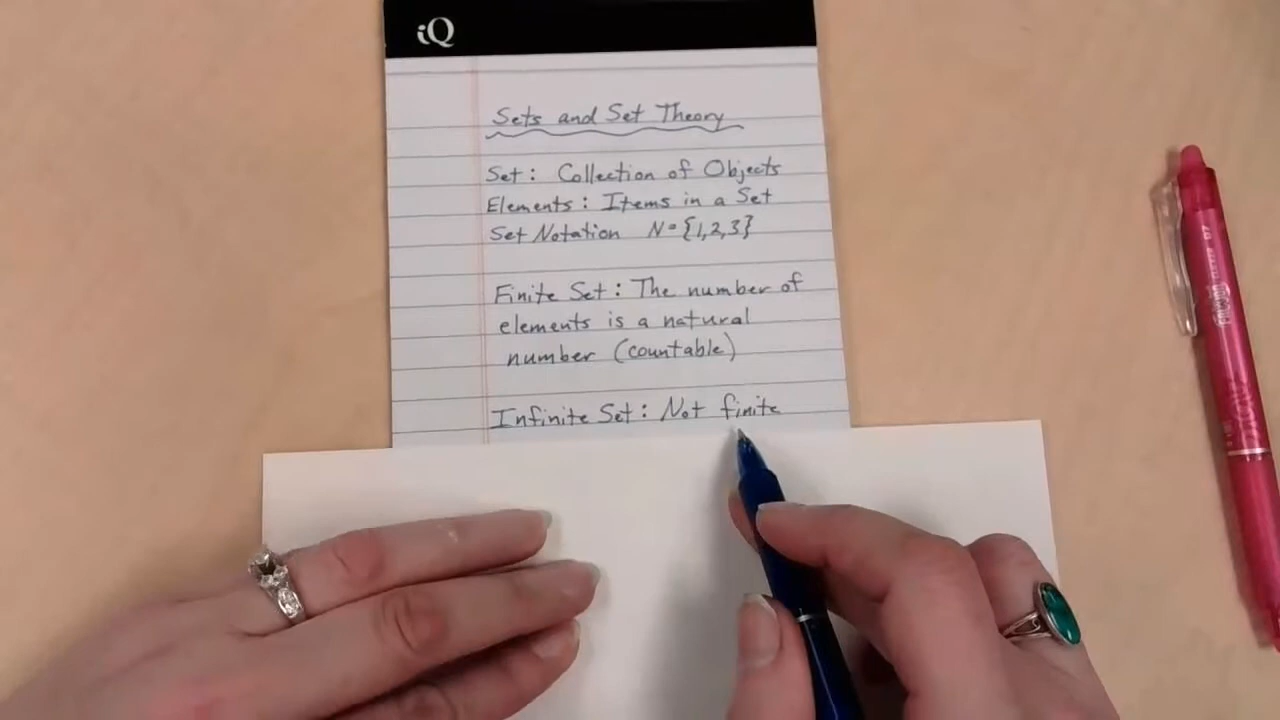 iQ
Sets and Set Theory
Set: Collection of Objects
Elements: Items in a Set
Set Notation N={1,2,3}
Finite Set: The number of
elements is a natural
number (countable)
Infinite Set: Not finite